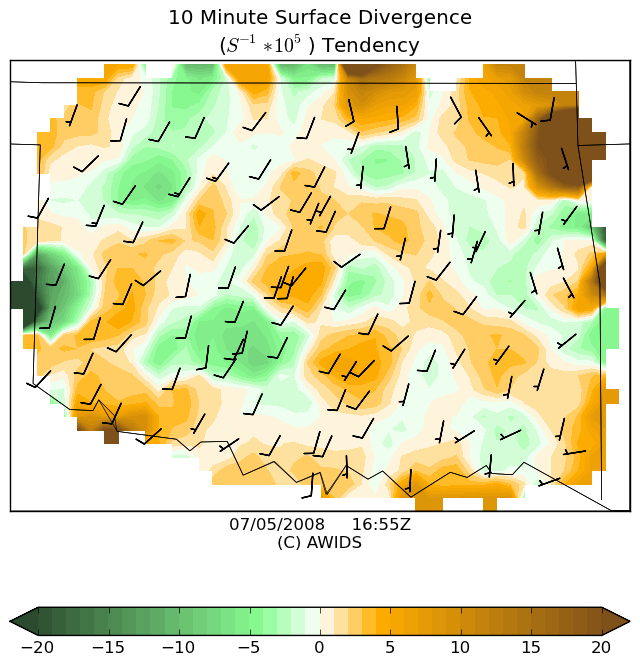 10 Minute Surface Divergence
(S⁻¹ * 10⁵ ) Tendency
07/05/2008 16:55Z
(C) AWIDS
−20 −15 −10 −5 0 5 10 15 20